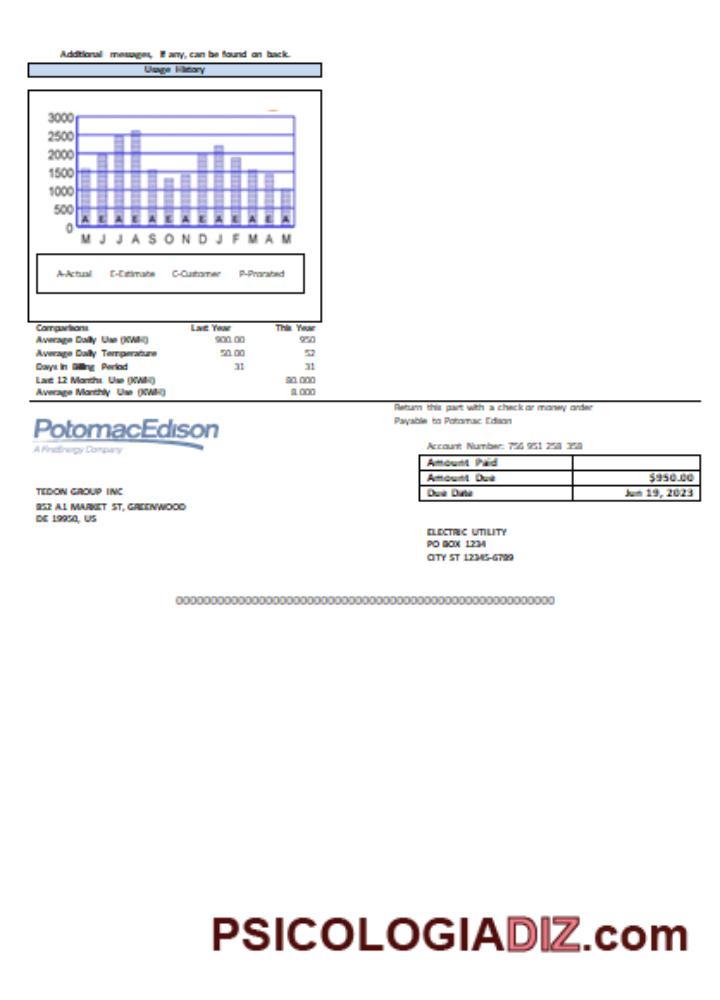 Additional messages, if any, can be found on back.
Usage History
3000
2500
2000
1500
1000
500
0
A E A E A E A E A E A E A
M J J A S O N D J F M A M
A-Actual E-Estimate C-Customer P-Prorated
Comparisons Last Year This Year
Average Daily Use (KWH) 900.00 950
Average Daily Temperature 50.00 52
Days In Billing Period 31 31
Last 12 Months Use (KWH) 80.000
Average Monthly Use (KWH) 8.000
Return this part with a check or money order
Payable to Potomac Edison
PotomacEdison
A FirstEnergy Company
Account Number: 756 951 258 358
Amount Paid
Amount Due $950.00
Due Date Jun 19, 2023
TEDON GROUP INC
852 A1 MARKET ST, GREENWOOD
DE 19950, US
ELECTRIC UTILITY
PO BOX 1234
CITY ST 12345-6789
PSICOLOGIADIZ.com